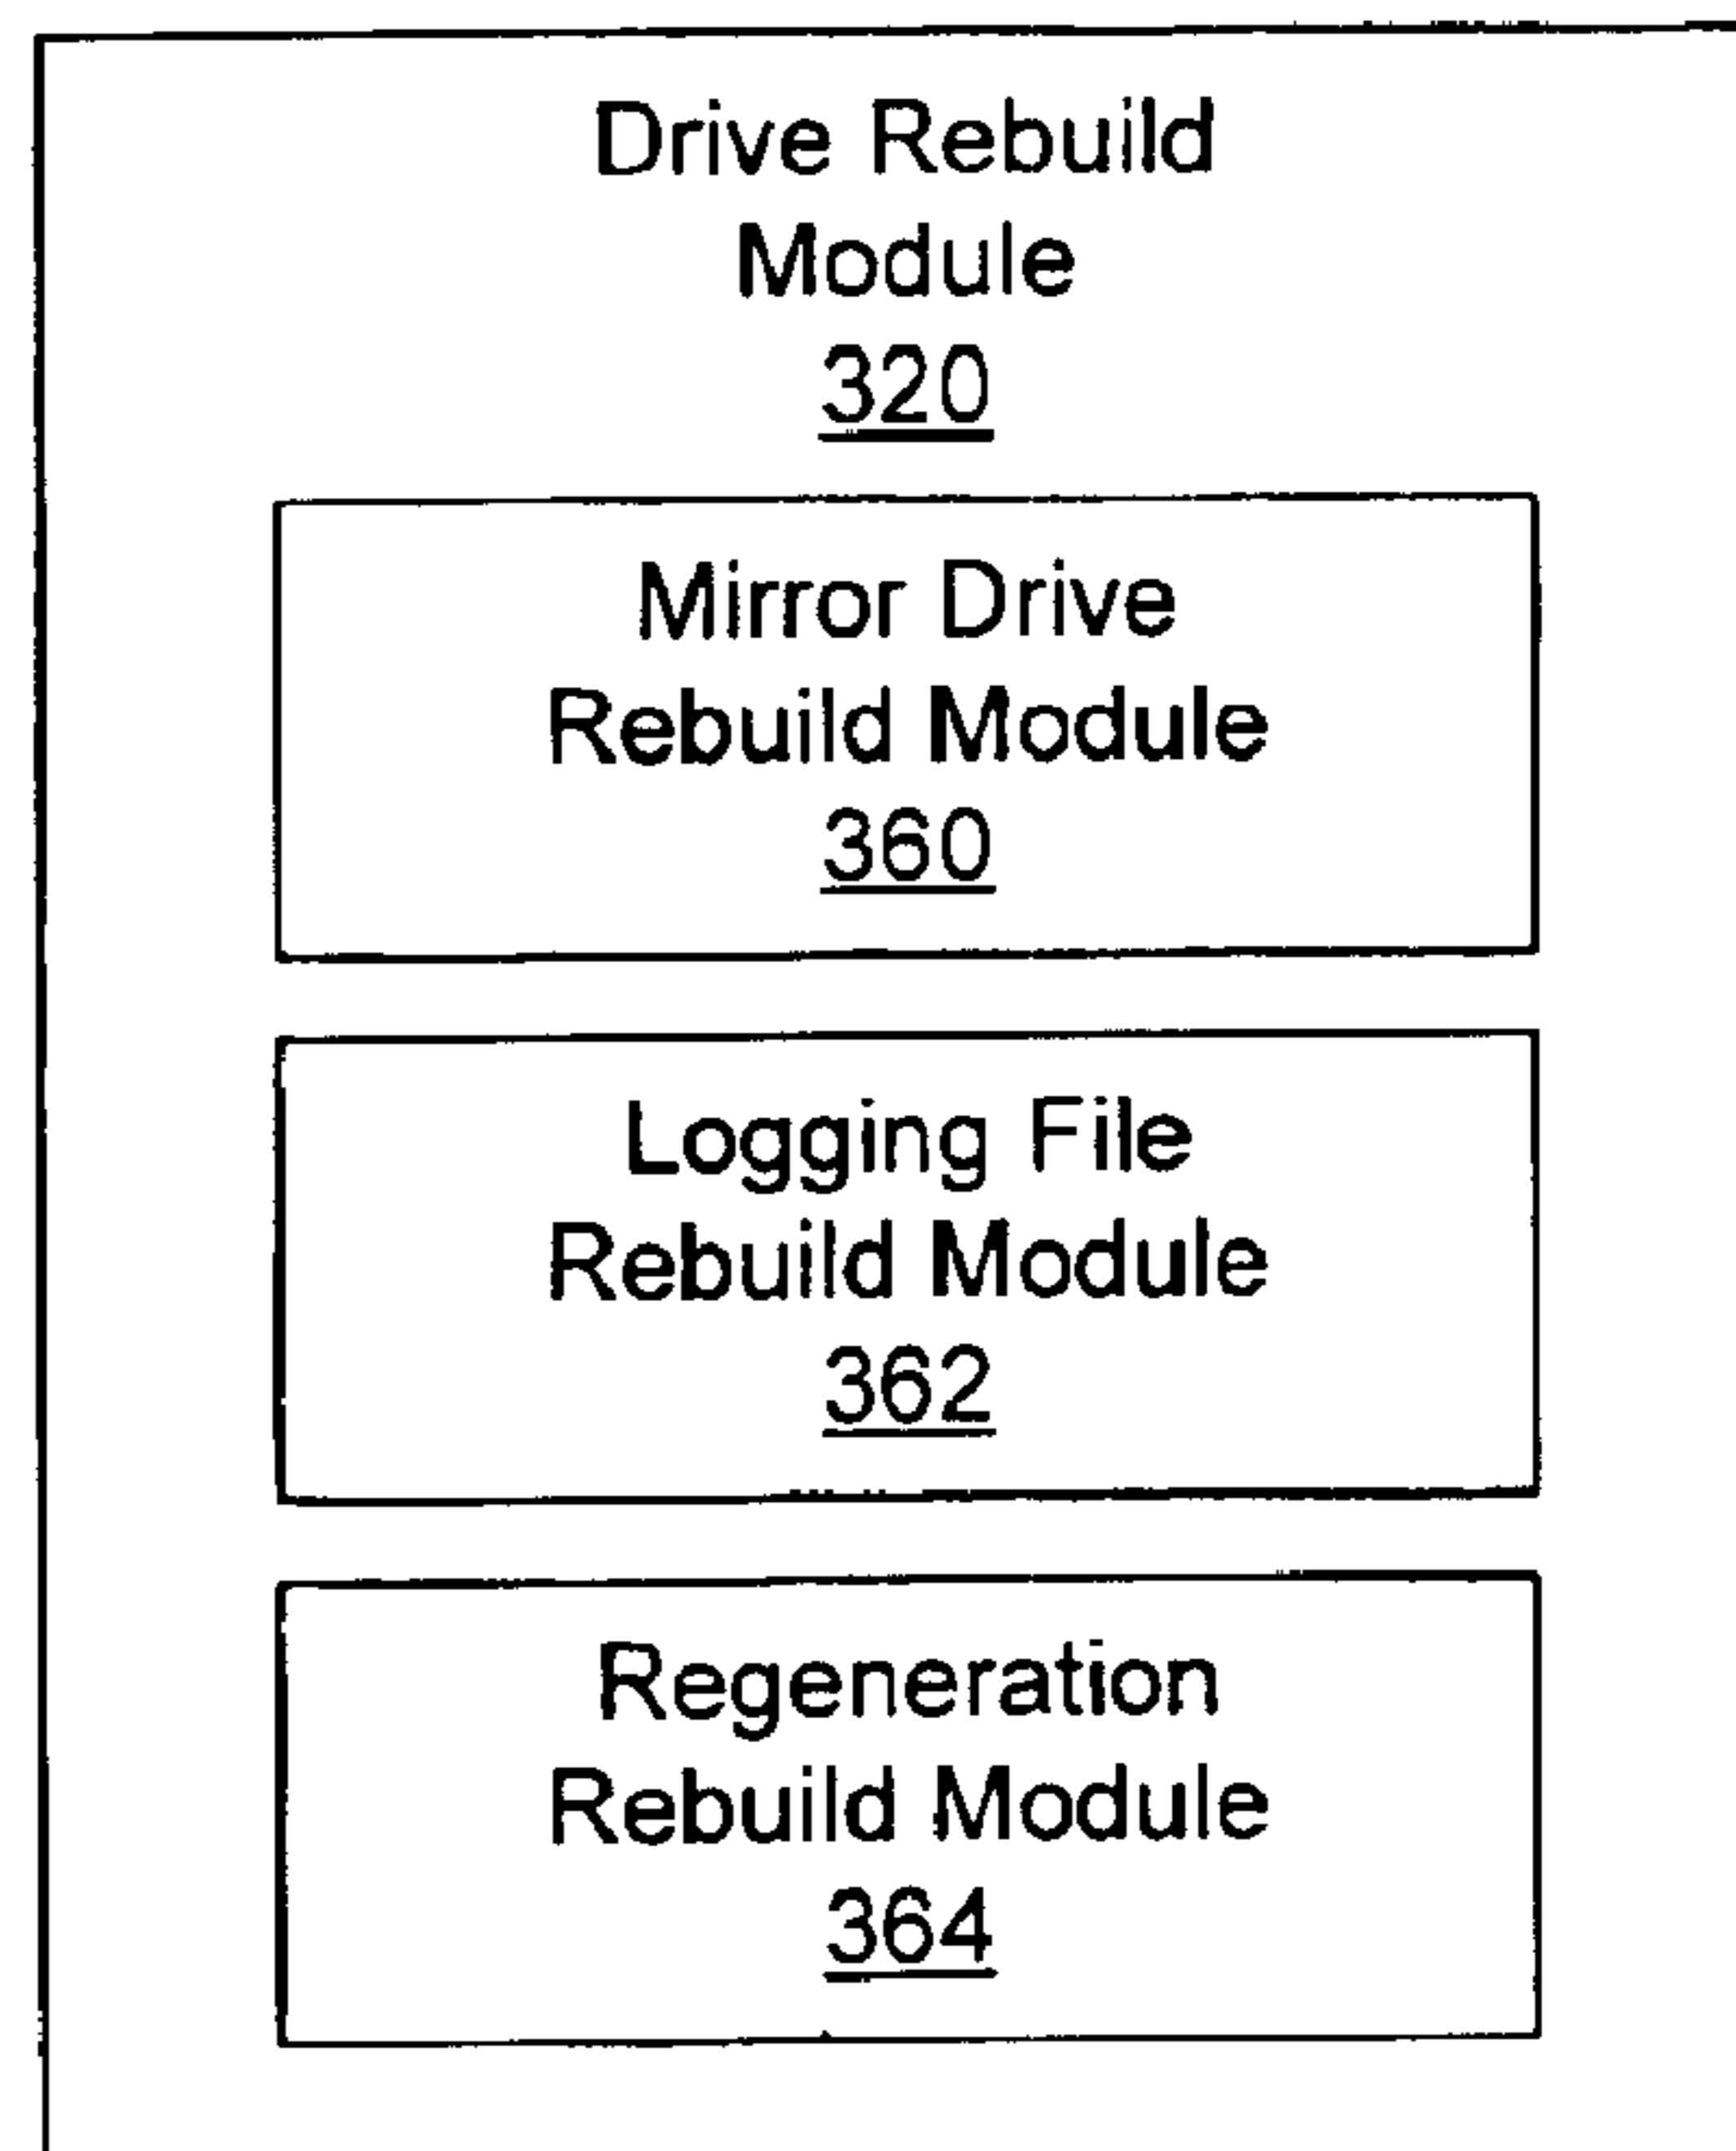 Drive Rebuild
Module
320
Mirror Drive
Rebuild Module
360
Logging File
Rebuild Module
362
Regeneration
Rebuild Module
364